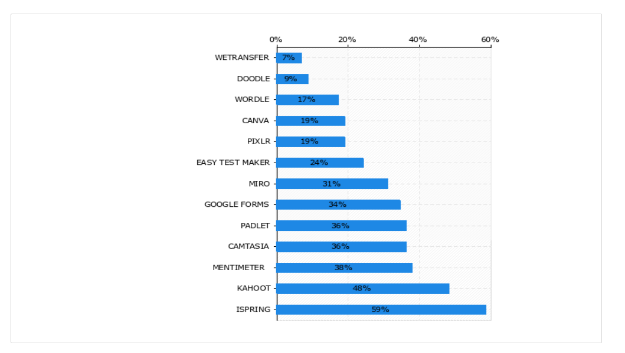 0% 20% 40% 60%
WETRANSFER 7%
DOODLE 9%
WORDLE 17%
CANVA 19%
PIXLR 19%
EASY TEST MAKER 24%
MIRO 31%
GOOGLE FORMS 34%
PADLET 36%
CAMTASIA 36%
MENTIMETER 38%
KAHOOT 48%
ISPRING 59%